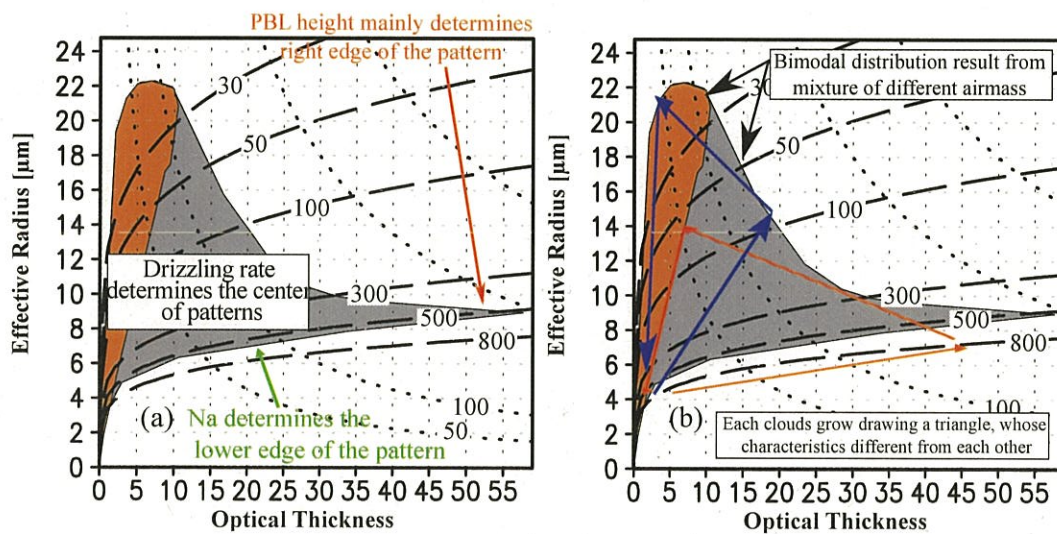 PBL height mainly determines
right edge of the pattern
24
22
20
18
16
14
12
10
8
6
4
2
0
Effective Radius [µm]
30
50
100
300
500
800
100
50
Drizzling rate
determines the center
of patterns
(a)
Na determines the
lower edge of the pattern
0 5 10 15 20 25 30 35 40 45 50 55
Optical Thickness
24
22
20
18
16
14
12
10
8
6
4
2
0
Effective Radius [µm]
Bimodal distribution result from
mixture of different airmass
30
50
100
300
500
800
100
(b)
Each clouds grow drawing a triangle, whose
characteristics different from each other
0 5 10 15 20 25 30 35 40 45 50 55
Optical Thickness